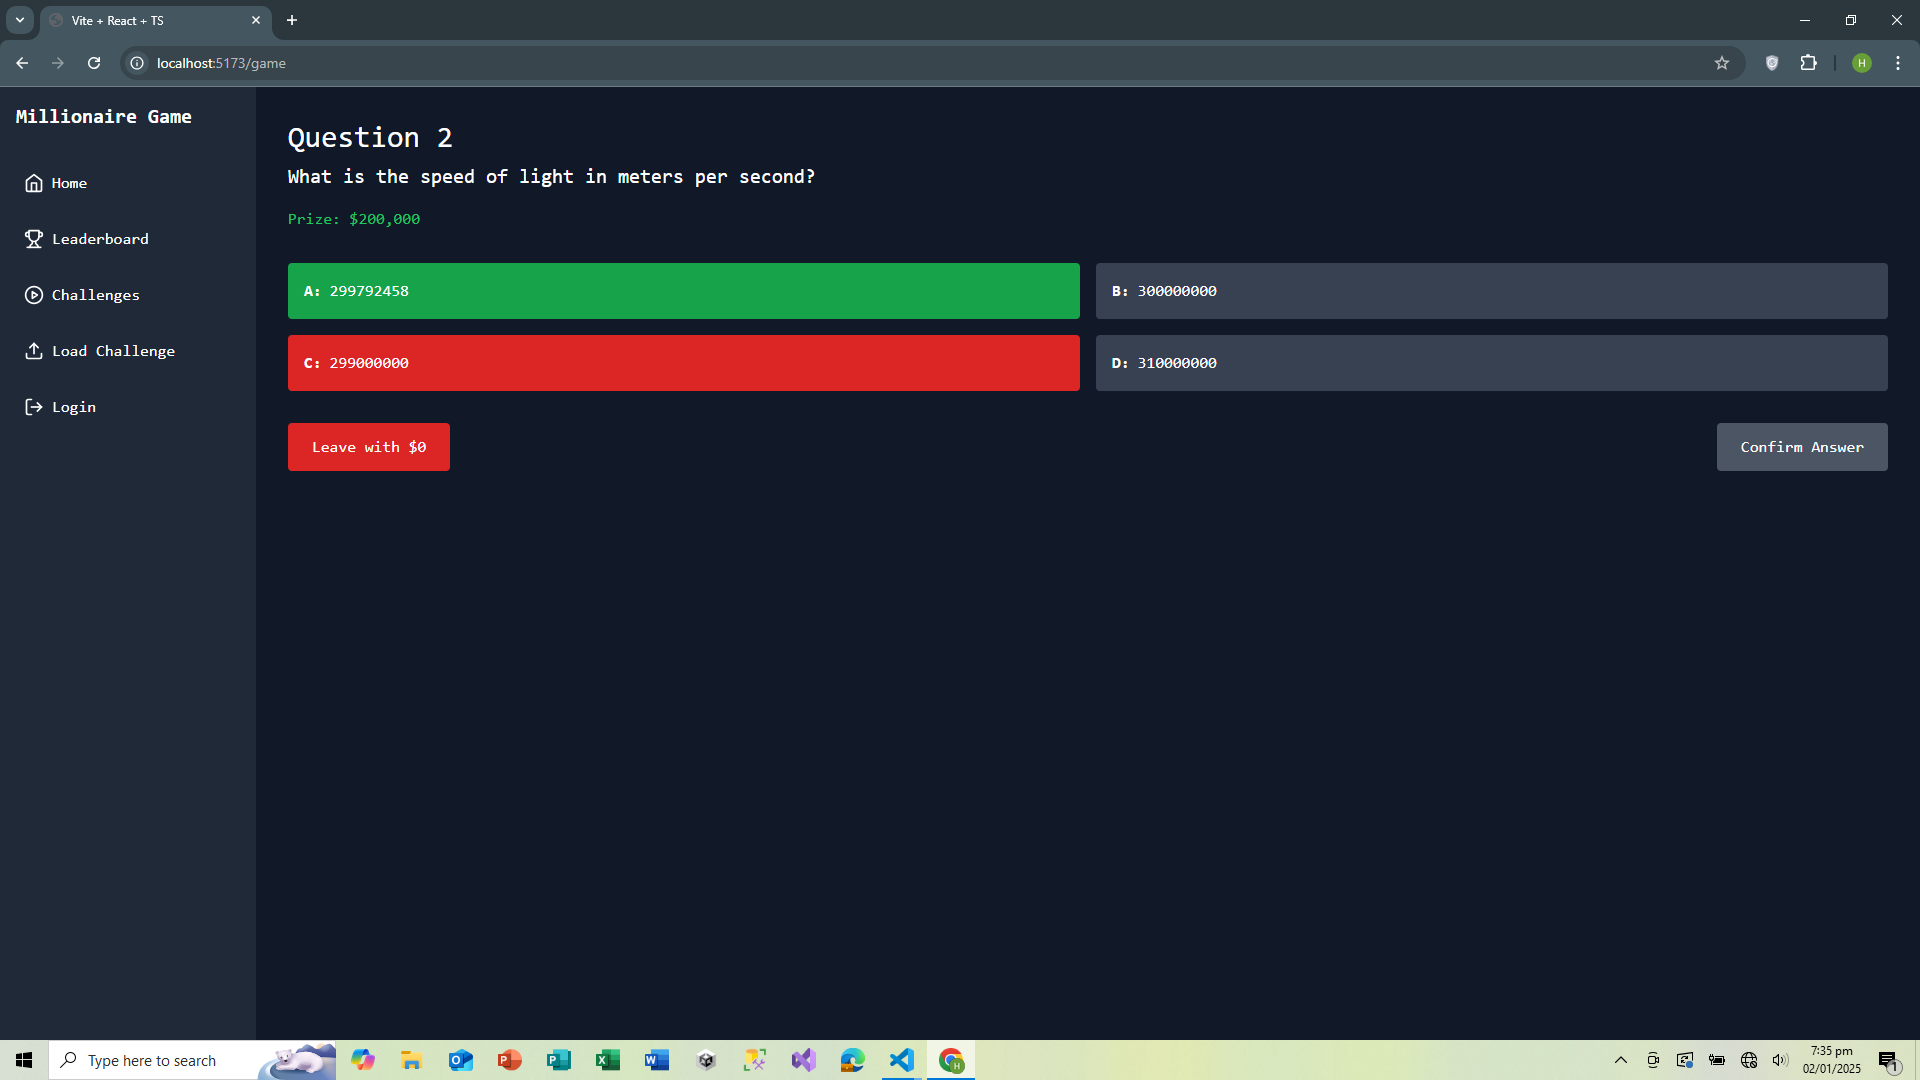 Vite + React + TS
localhost:5173/game
H
Millionaire Game
Home
Leaderboard
Challenges
Load Challenge
Login
Question 2
What is the speed of light in meters per second?
Prize: $200,000
A: 299792458
B: 300000000
C: 299000000
D: 310000000
Leave with $0
Confirm Answer
Type here to search
7:35 pm
02/01/2025
1